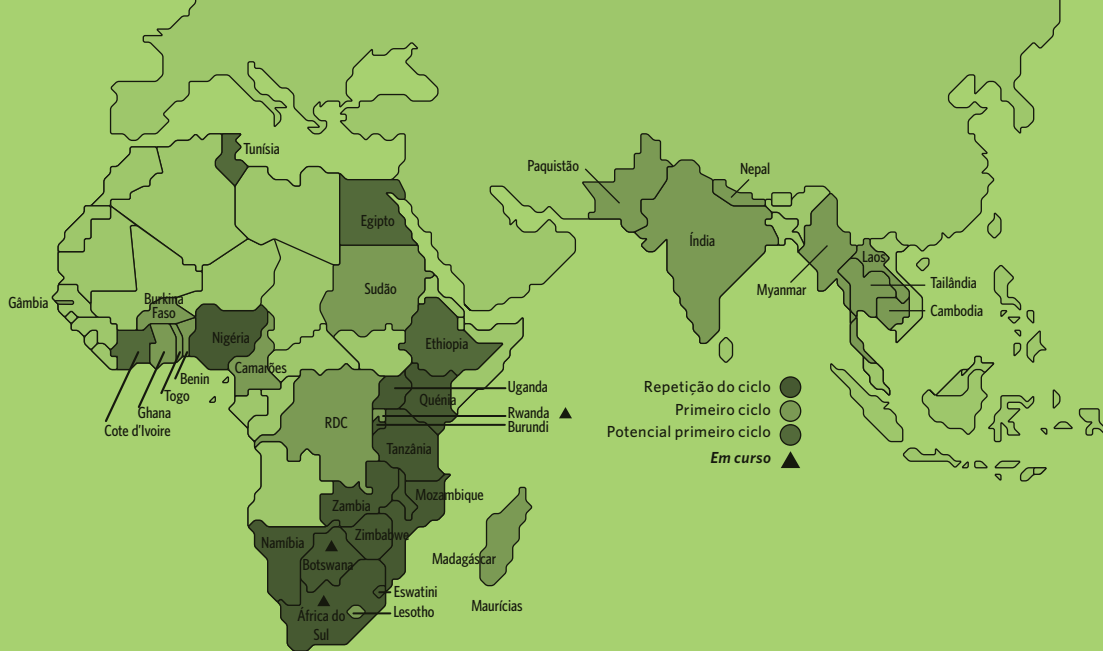 Tunísia
Paquistão
Nepal
Egipto
Índia
Laos
Sudão
Myanmar
Tailândia
Gâmbia
Burkina
Faso
Cambodia
Nigéria
Ethiopia
Camarões
Benin
Togo
Ghana
Cote d'Ivoire
Uganda
Quénia
Rwanda
Burundi
RDC
Tanzânia
Repetição do ciclo
Primeiro ciclo
Potencial primeiro ciclo
Em curso
Mozambique
Zambia
Zimbabwe
Namíbia
Botswana
Madagáscar
Eswatini
Maurícias
Lesotho
África do
Sul